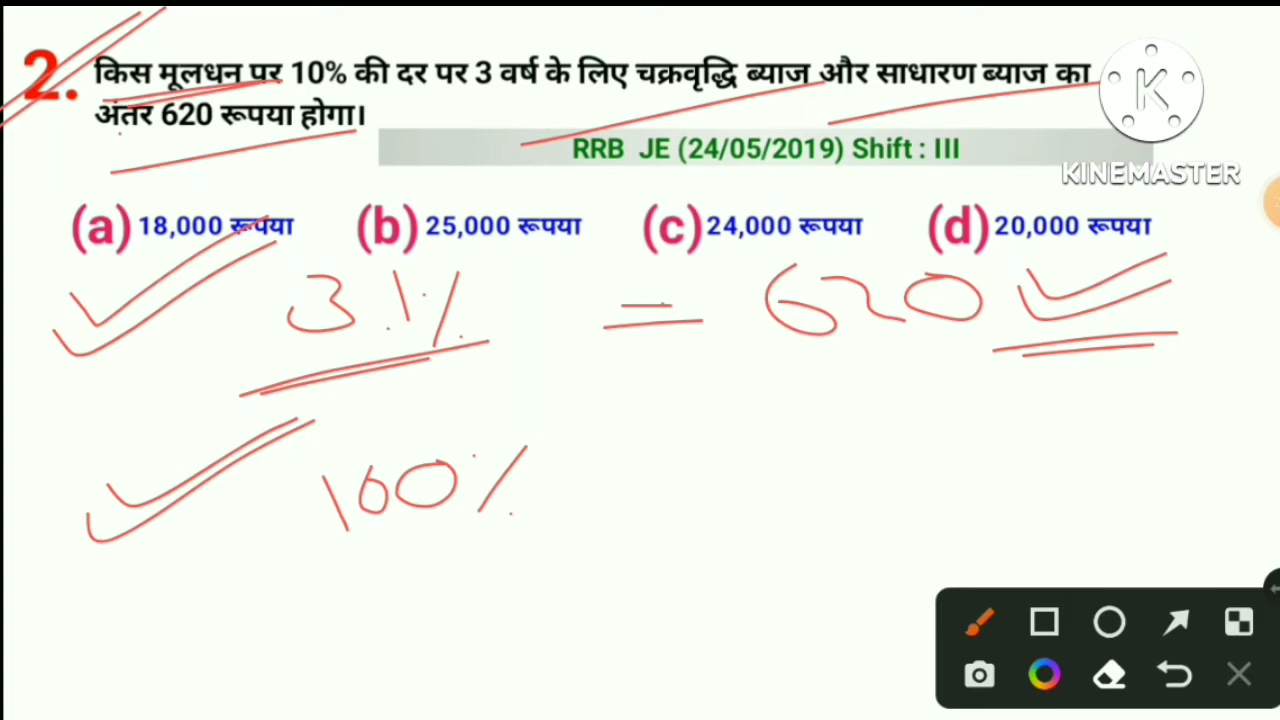 2. किस मूलधन पर 10% की दर पर 3 वर्ष के लिए चक्रवृद्धि ब्याज और साधारण ब्याज का
अंतर 620 रूपया होगा।
RRB JE (24/05/2019) Shift : III
K
KINEMASTER
(a) 18,000 रूपया (b) 25,000 रूपया (c) 24,000 रूपया (d) 20,000 रूपया
3.1% = 620
100%